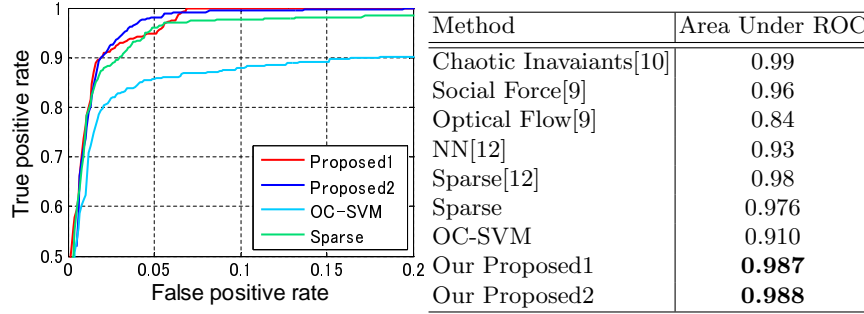 1
0.9
0.8
0.7
0.6
0.5
0
0.05
0.1
0.15
0.2
True positive rate
False positive rate
Proposed1
Proposed2
OC-SVM
Sparse
Method Area Under ROC
Chaotic Inavaiants[10] 0.99
Social Force[9] 0.96
Optical Flow[9] 0.84
NN[12] 0.93
Sparse[12] 0.98
Sparse 0.976
OC-SVM 0.910
Our Proposed1 0.987
Our Proposed2 0.988